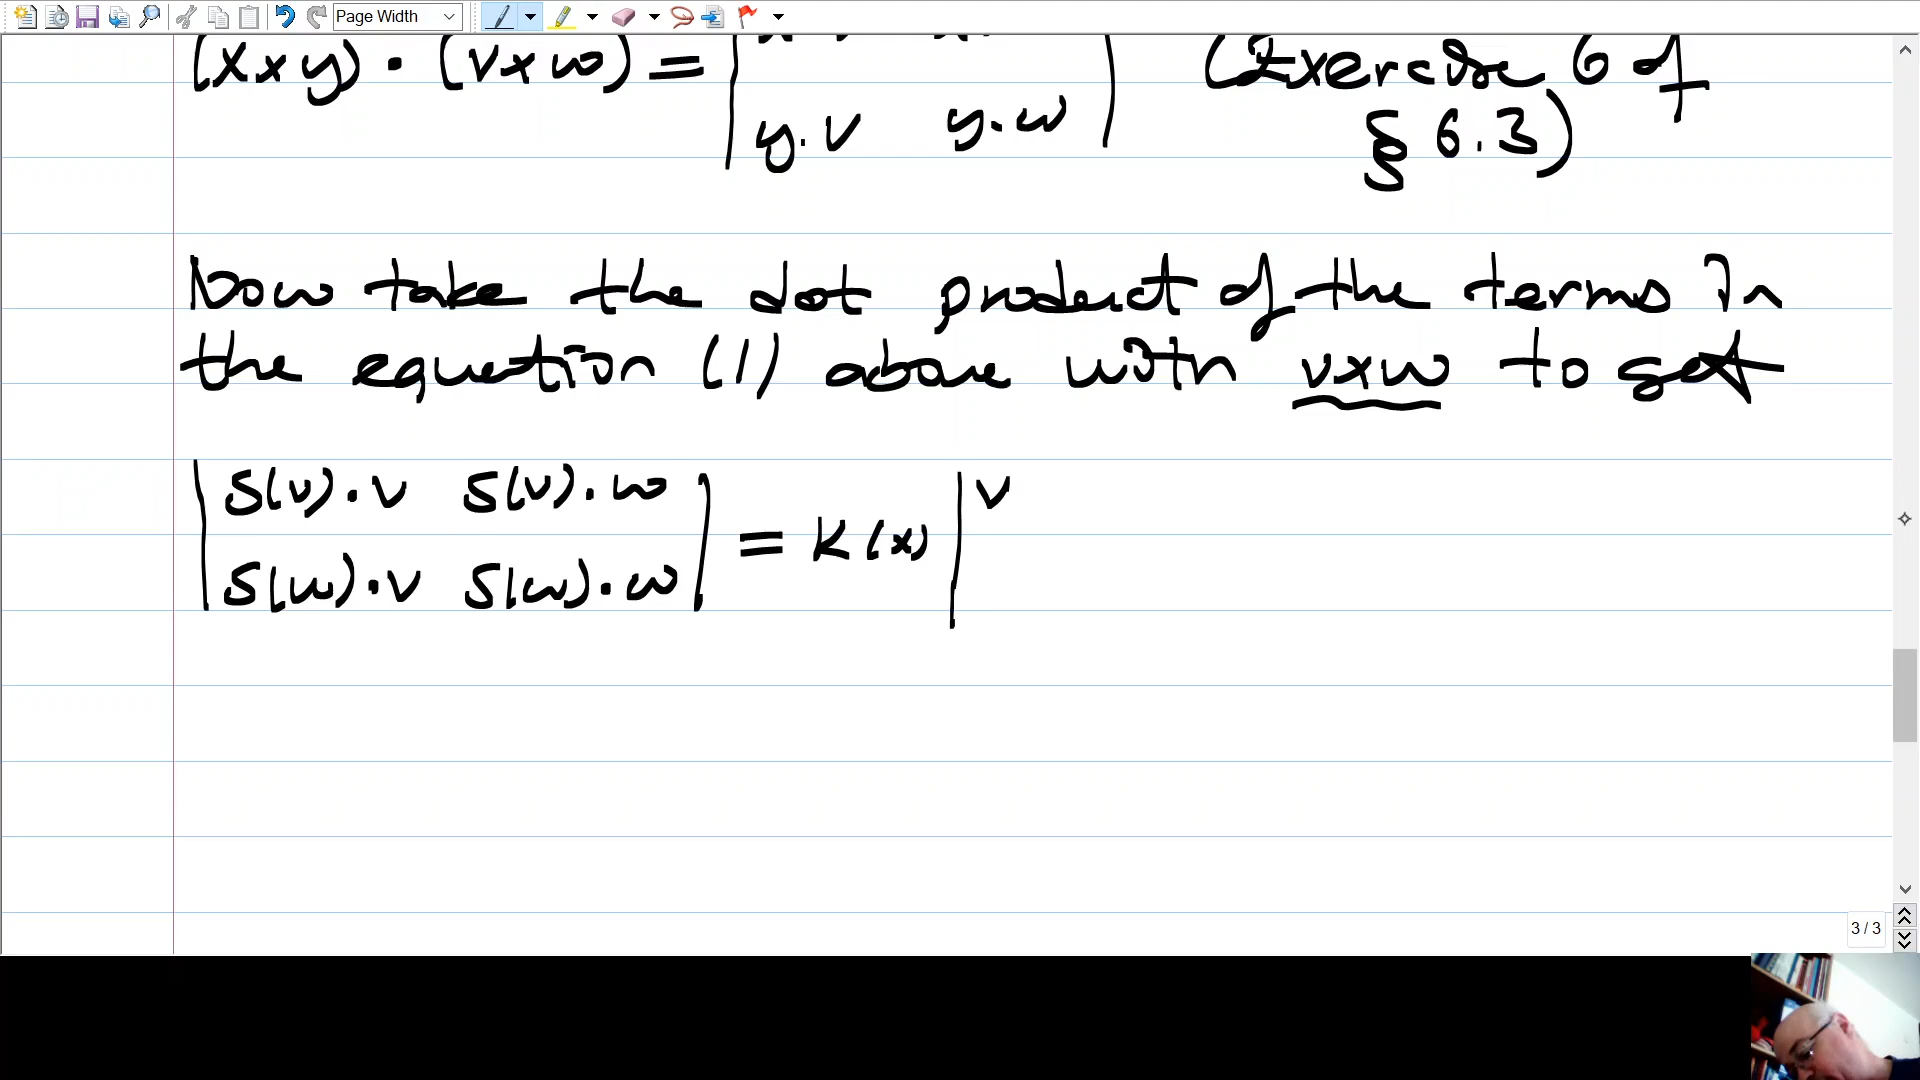 Page Width
(x×y)·(v×w) = | (Exercise 6 of
y.v y.w | § 6.3)
Now take the dot product of the terms in
the equation (1) above with v×w to get
| S(v)·v S(v)·w | = K(x) | v
| S(w)·v S(w)·w |
3 / 3